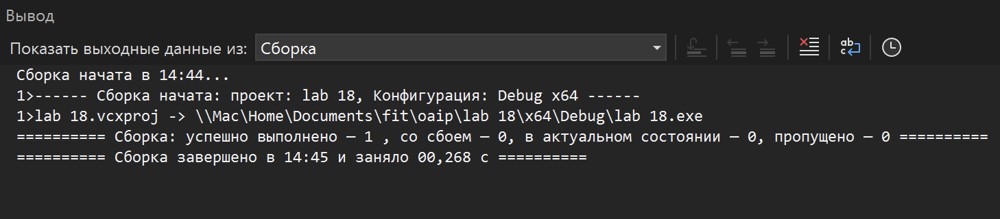 Вывод
Показать выходные данные из: Сборка
Сборка начата в 14:44...
1>------ Сборка начата: проект: lab 18, Конфигурация: Debug x64 ------
1>lab 18.vcxproj -> \\Mac\Home\Documents\fit\oaip\lab 18\x64\Debug\lab 18.exe
========== Сборка: успешно выполнено — 1 , со сбоем — 0, в актуальном состоянии — 0, пропущено — 0 ==========
========== Сборка завершено в 14:45 и заняло 00,268 с ==========